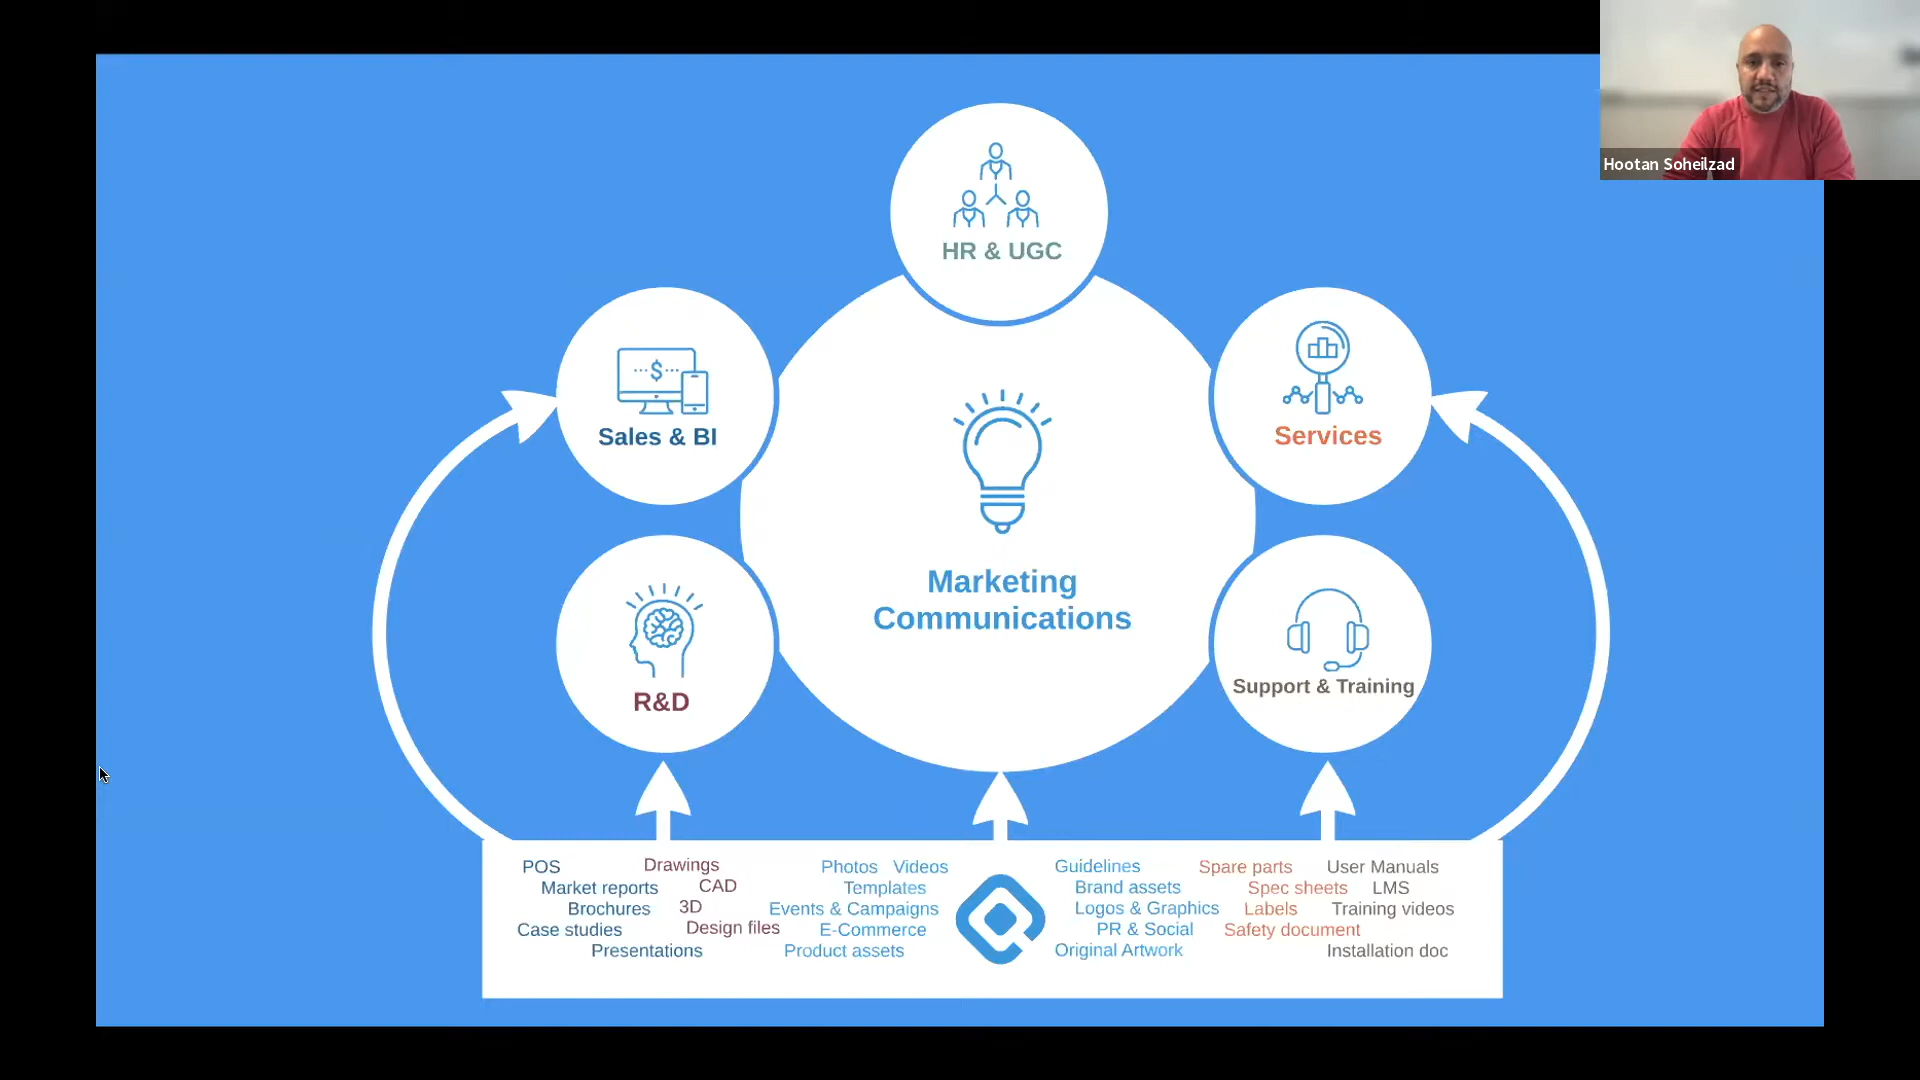 Hootan Soheilzad
HR & UGC
Sales & BI
Services
Marketing
Communications
R&D
Support & Training
POS
Market reports
Brochures
Case studies
Presentations
Drawings
CAD
3D
Design files
Photos Videos
Templates
Events & Campaigns
E-Commerce
Product assets
Guidelines
Brand assets
Logos & Graphics
PR & Social
Original Artwork
Spare parts
Spec sheets
Labels
Safety document
User Manuals
LMS
Training videos
Installation doc